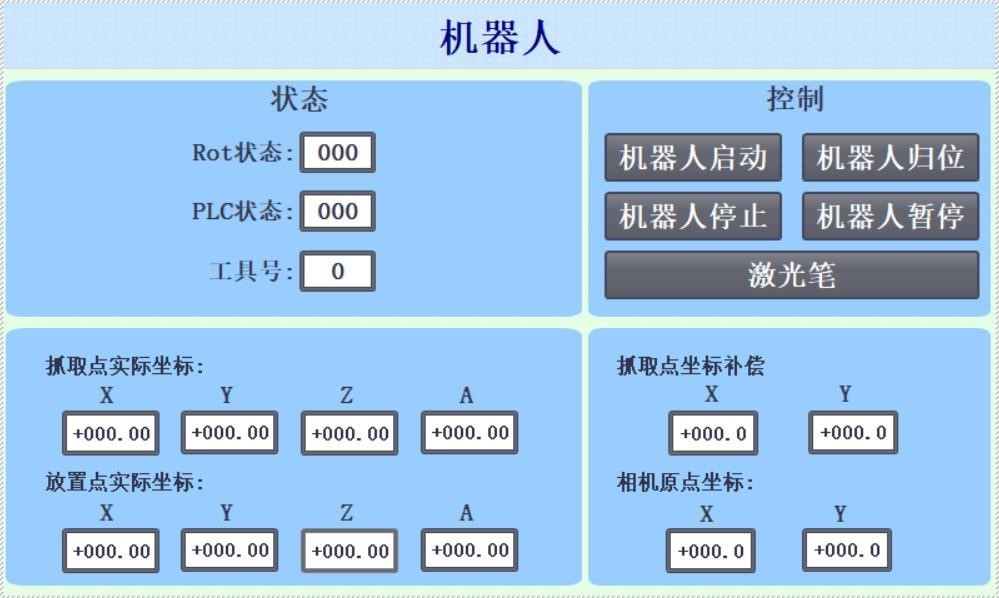 机器人
状态
Rot状态: 000
PLC状态: 000
工具号: 0
控制
机器人启动 机器人归位
机器人停止 机器人暂停
激光笔
抓取点实际坐标:
X Y Z A
+000.00 +000.00 +000.00 +000.00
放置点实际坐标:
X Y Z A
+000.00 +000.00 +000.00 +000.00
抓取点坐标补偿
X Y
+000.0 +000.0
相机原点坐标:
X Y
+000.0 +000.0